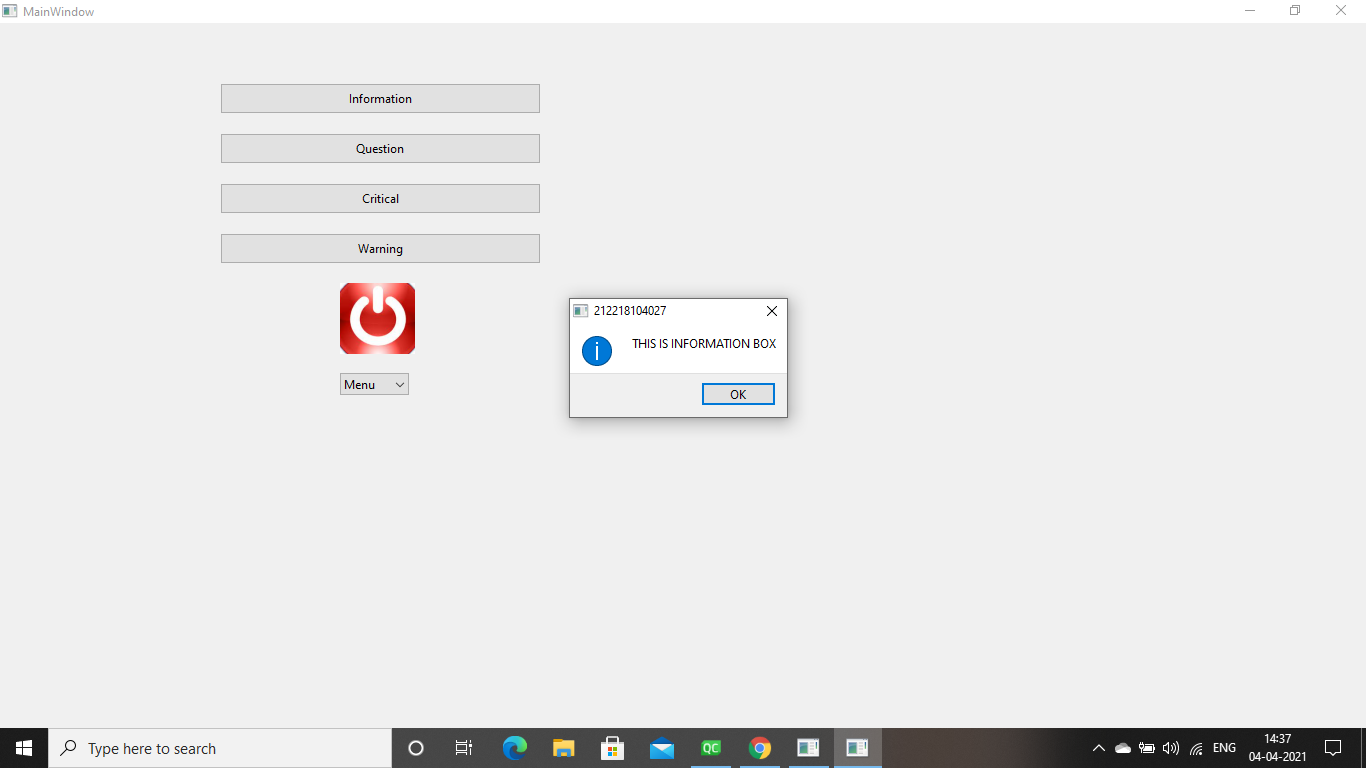 MainWindow
Information
Question
Critical
Warning
212218104027
THIS IS INFORMATION BOX
OK
Menu
Type here to search
QC
ENG
14:37
04-04-2021